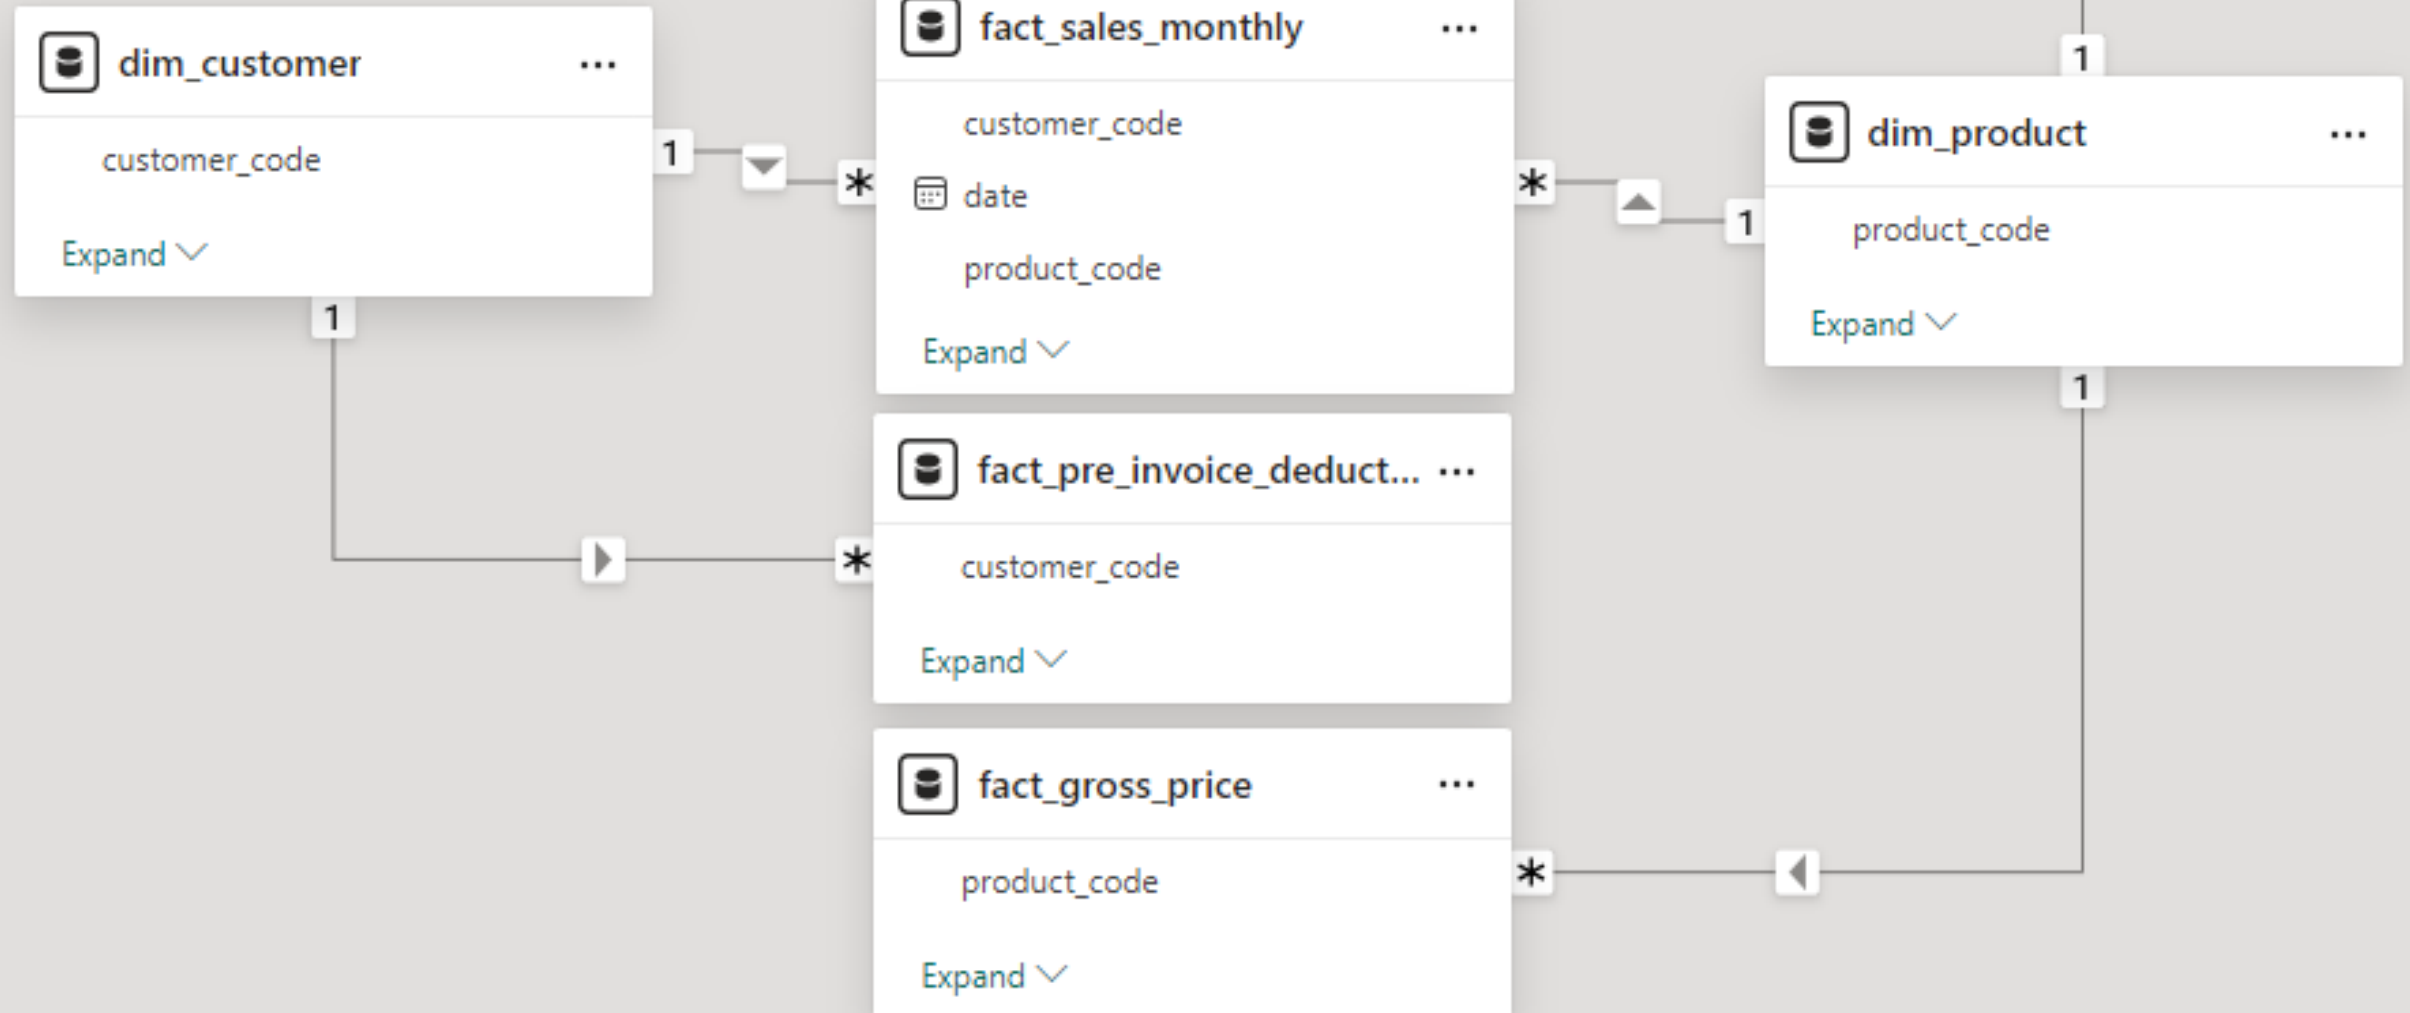 dim_customer
customer_code
Expand
1
1
*
fact_sales_monthly
customer_code
date
product_code
Expand
*
1
1
dim_product
product_code
Expand
1
fact_pre_invoice_deduct...
customer_code
Expand
*
fact_gross_price
product_code
Expand
*